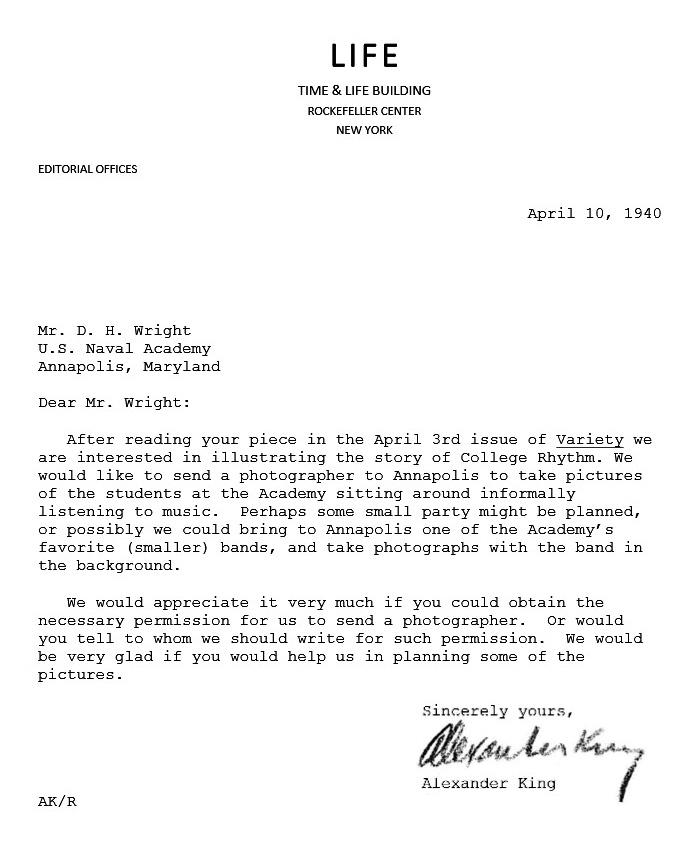 LIFE
TIME & LIFE BUILDING
ROCKEFELLER CENTER
NEW YORK
EDITORIAL OFFICES
April 10, 1940
Mr. D. H. Wright
U.S. Naval Academy
Annapolis, Maryland
Dear Mr. Wright:
After reading your piece in the April 3rd issue of Variety we
are interested in illustrating the story of College Rhythm. We
would like to send a photographer to Annapolis to take pictures
of the students at the Academy sitting around informally
listening to music.  Perhaps some small party might be planned,
or possibly we could bring to Annapolis one of the Academy’s
favorite (smaller) bands, and take photographs with the band in
the background.
We would appreciate it very much if you could obtain the
necessary permission for us to send a photographer.  Or would
you tell to whom we should write for such permission.  We would
be very glad if you would help us in planning some of the
pictures.
Sincerely yours,
Alexander King
Alexander King
AK/R